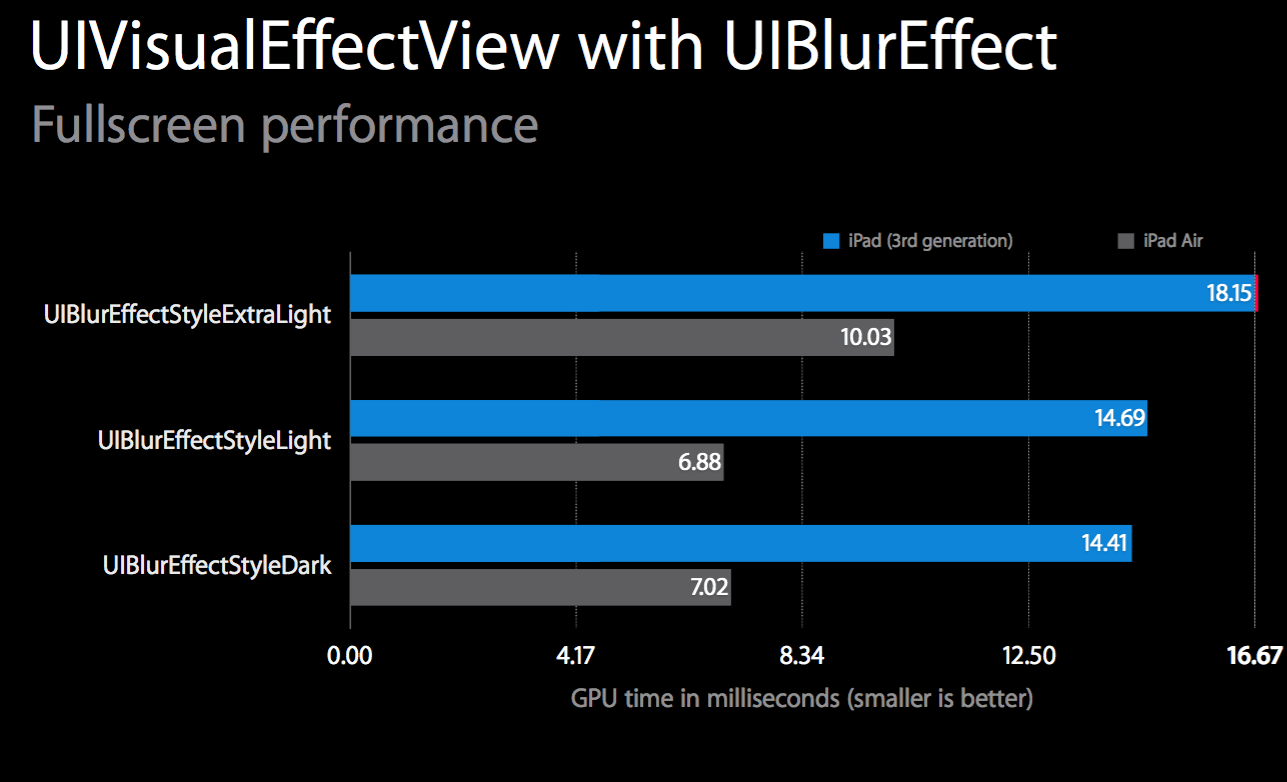 UIVisualEffectView with UIBlurEffect
Fullscreen performance
iPad (3rd generation) iPad Air
UIBlurEffectStyleExtraLight 18.15
10.03
UIBlurEffectStyleLight 14.69
6.88
UIBlurEffectStyleDark 14.41
7.02
0.00 4.17 8.34 12.50 16.67
GPU time in milliseconds (smaller is better)